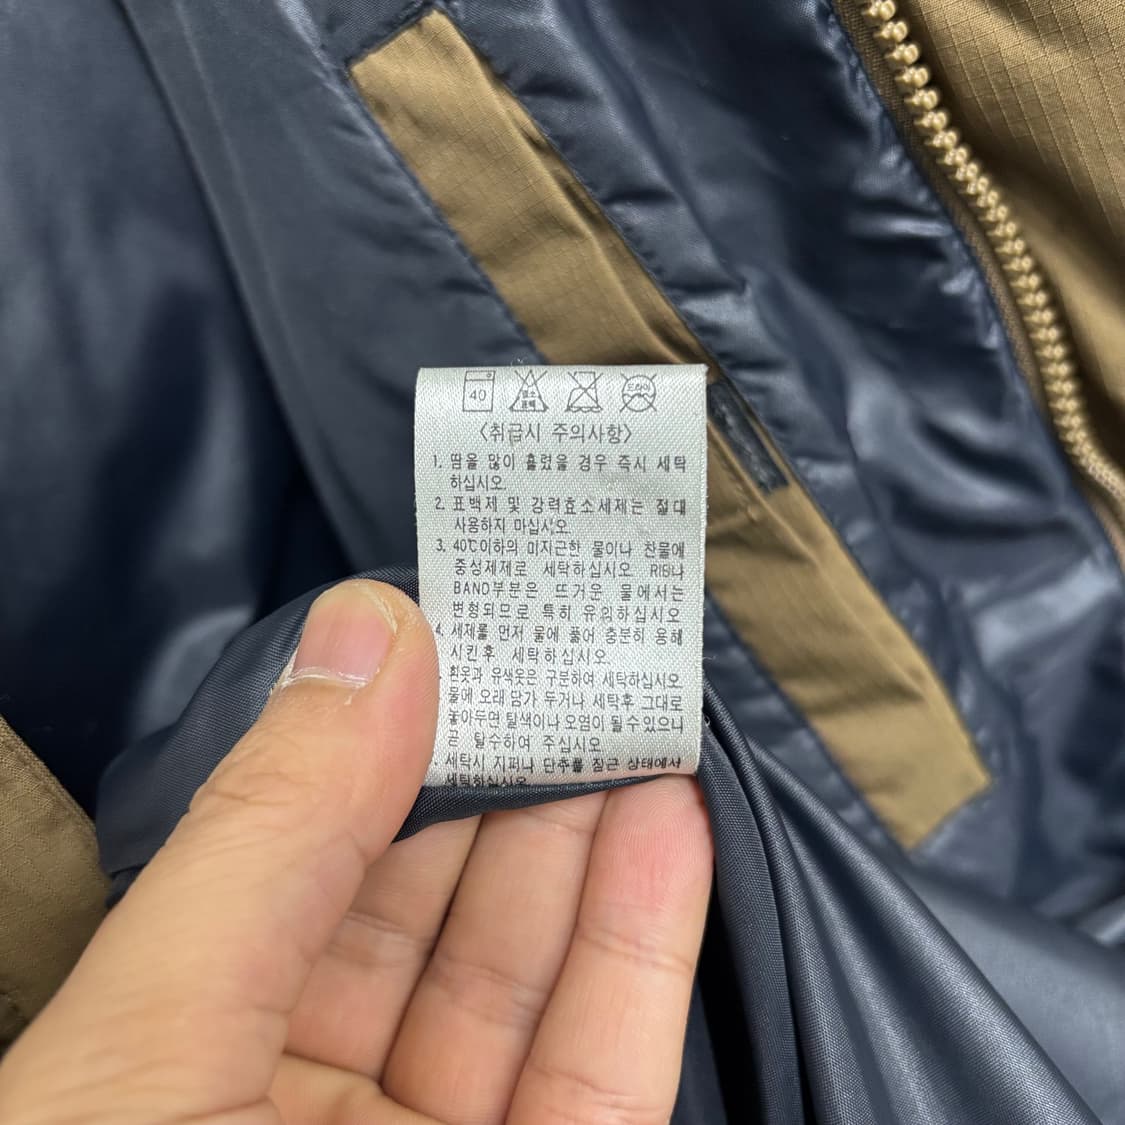 40
염소
표백
드라이
<취급시 주의사항>
1. 땀을 많이 흘렸을 경우 즉시 세탁
하십시오.
2. 표백제 및 강력효소세제는 절대
사용하지 마십시오.
3. 40℃이하의 미지근한 물이나 찬물에
중성제제로 세탁하십시오 RIB나
BAND부분은 뜨거운 물에서는
변형되므로 특히 유의하십시오
4. 세제를 먼저 물에 풀어 충분히 용해
시킨후 세탁하십시오.
흰옷과 유색옷은 구분하여 세탁하십시오
물에 오래 담가 두거나 세탁후 그대로
놓아두면 탈색이나 오염이 될수있으니
곧 탈수하여 주십시오
세탁시 지퍼나 단추를 잠근 상태에서
세탁하십시오